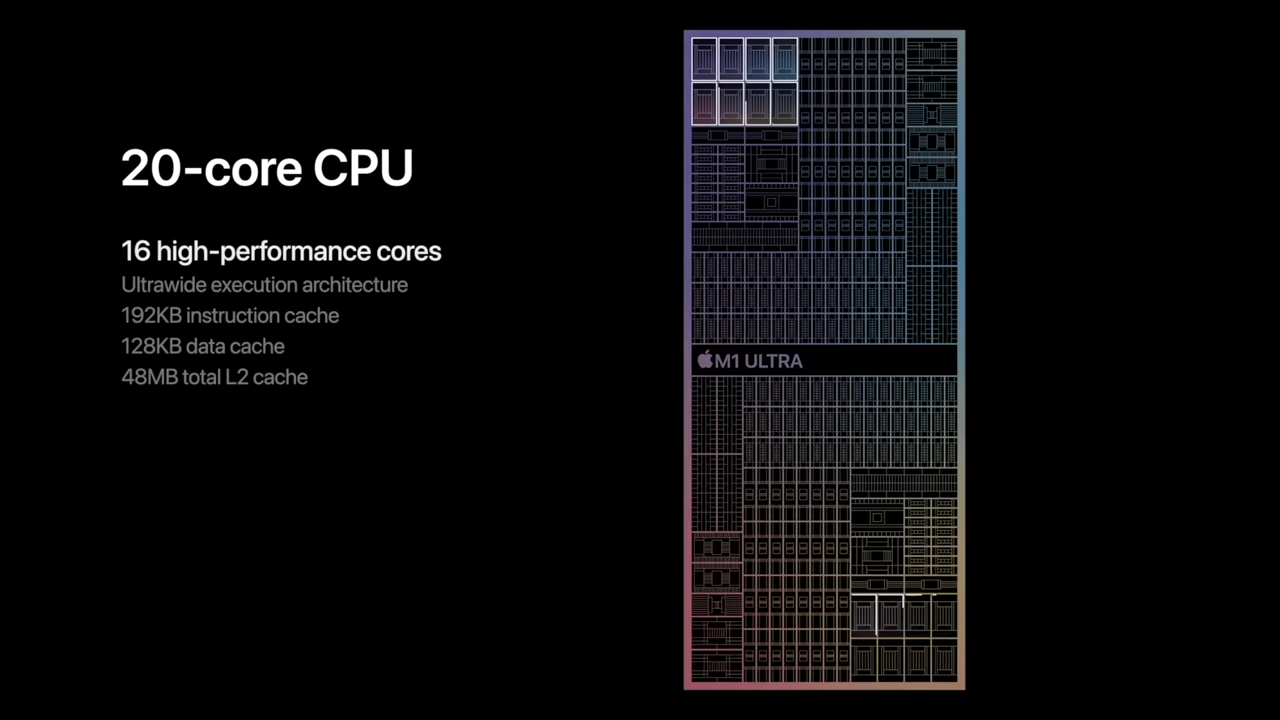 20-core CPU
16 high-performance cores
Ultrawide execution architecture
192KB instruction cache
128KB data cache
48MB total L2 cache
M1 ULTRA